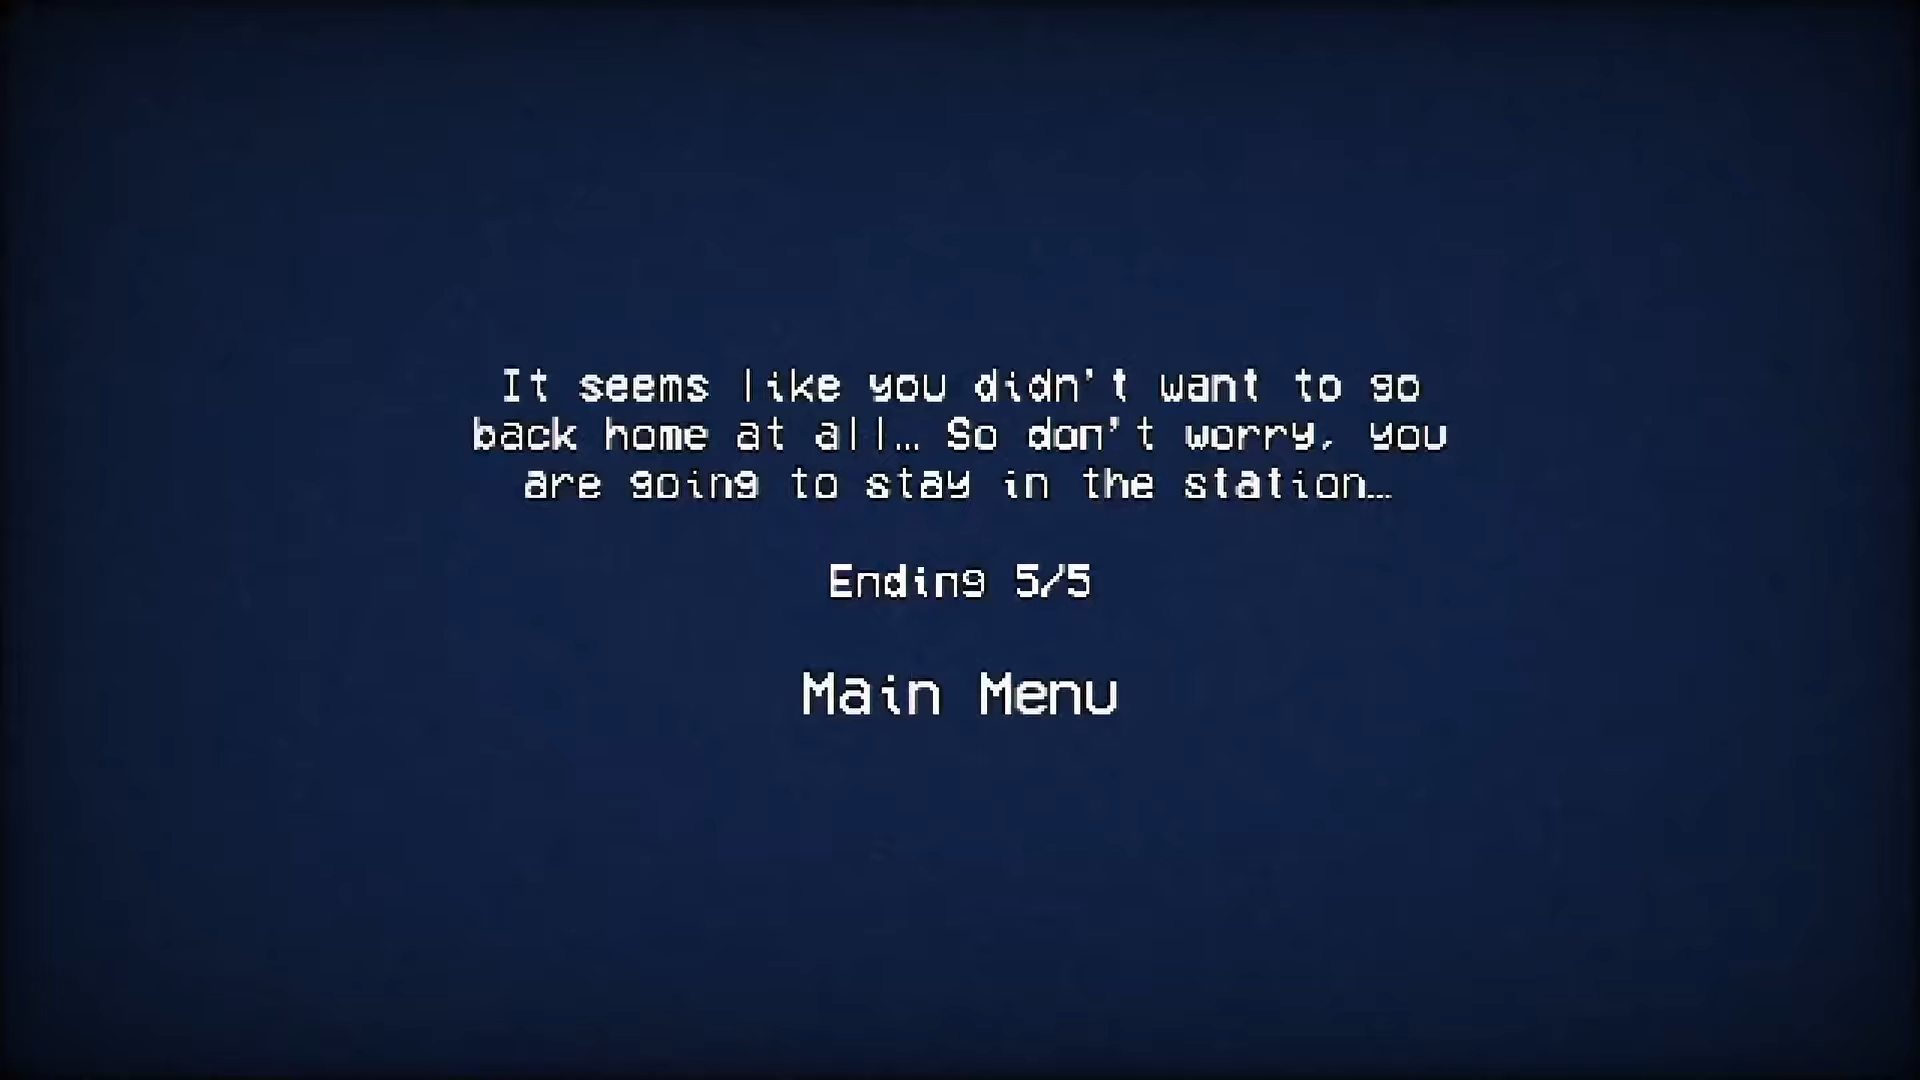 It seems like you didn't want to go
back home at all… So don't worry, you
are going to stay in the station…
Ending 5/5
Main Menu